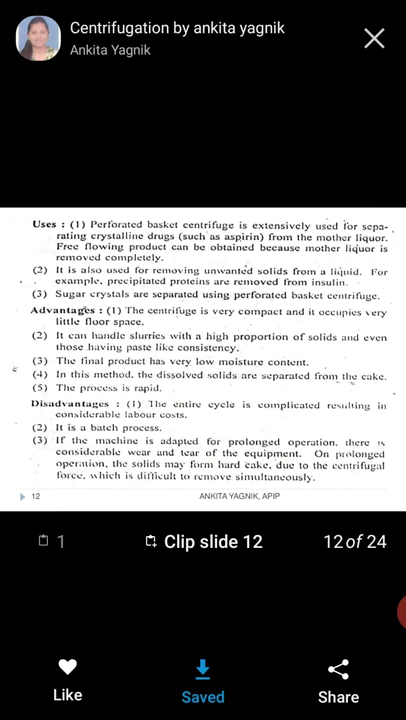 Centrifugation by ankita yagnik
Ankita Yagnik
Uses : (1) Perforated basket centrifuge is extensively used for sepa-
rating crystalline drugs (such as aspirin) from the mother liquor.
Free flowing product can be obtained because mother liquor is
removed completely.
(2) It is also used for removing unwanted solids from a liquid. For
example, precipitated proteins are removed from insulin.
(3) Sugar crystals are separated using perforated basket centrifuge.
Advantages : (1) The centrifuge is very compact and it occupies very
little floor space.
(2) It can handle slurries with a high proportion of solids and even
those having paste like consistency.
(3) The final product has very low moisture content.
(4) In this method, the dissolved solids are separated from the cake.
(5) The process is rapid.
Disadvantages : (1) The entire cycle is complicated resulting in
considerable labour costs.
(2) It is a batch process.
(3) If the machine is adapted for prolonged operation, there is
considerable wear and tear of the equipment. On prolonged
operation, the solids may form hard cake, due to the centrifugal
force, which is difficult to remove simultaneously.
12 ANKITA YAGNIK, APIP
1 Clip slide 12 12 of 24
Like Saved Share